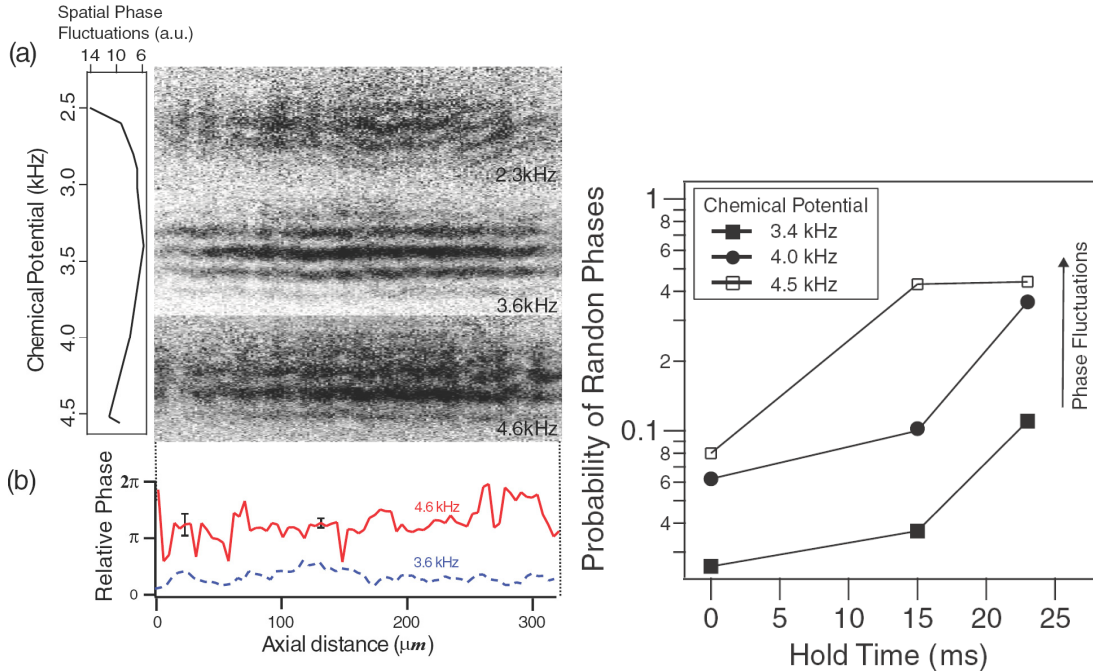 Spatial Phase
Fluctuations (a.u.)
14 10 6
(a)
Chemical Potential (kHz)
2.5
3.0
3.5
4.0
4.5
2.3kHz
3.6kHz
4.6kHz
(b)
Relative Phase
2π
π
0
4.6 kHz
3.6 kHz
0 100 200 300
Axial distance (μm)
Probability of Randon Phases
1
8
6
4
2
0.1
8
6
4
Chemical Potential
3.4 kHz
4.0 kHz
4.5 kHz
Phase Fluctuations
0 5 10 15 20 25
Hold Time (ms)